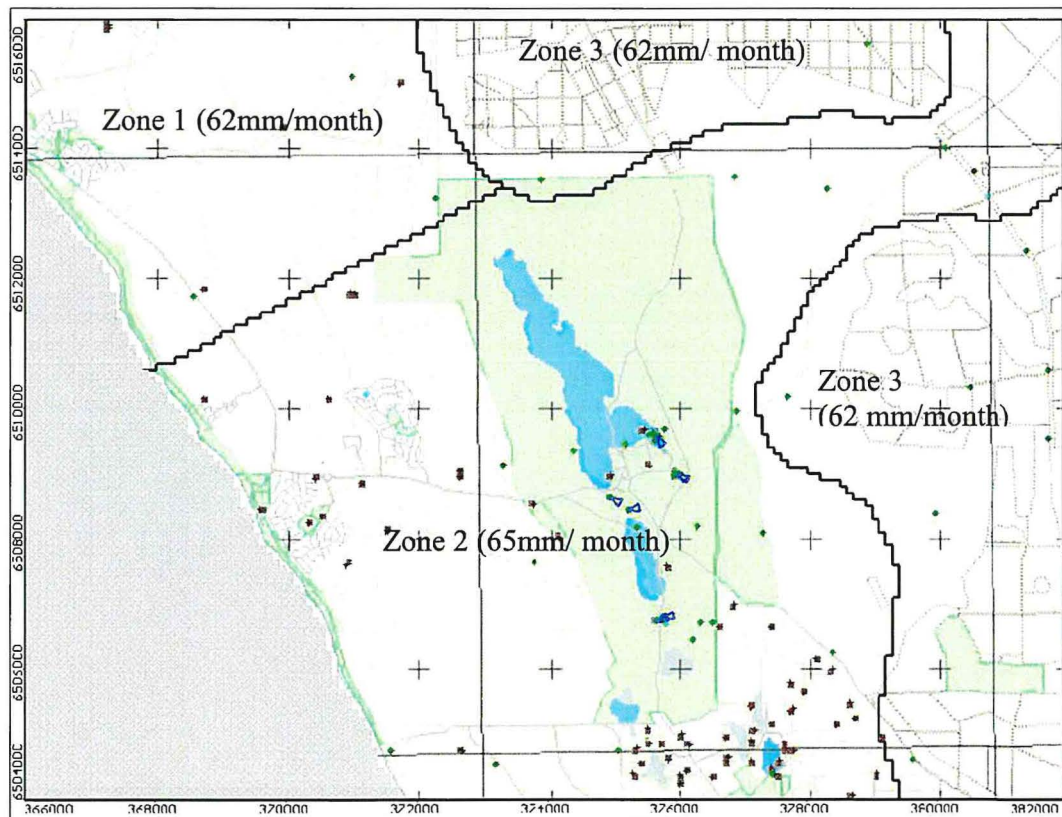 Zone 3 (62mm/ month)
Zone 1 (62mm/month)
Zone 3
(62 mm/month)
Zone 2 (65mm/ month)
6516000
6514000
6512000
6510000
6508000
6506000
6504000
366000 368000 370000 372000 374000 376000 378000 380000 382000